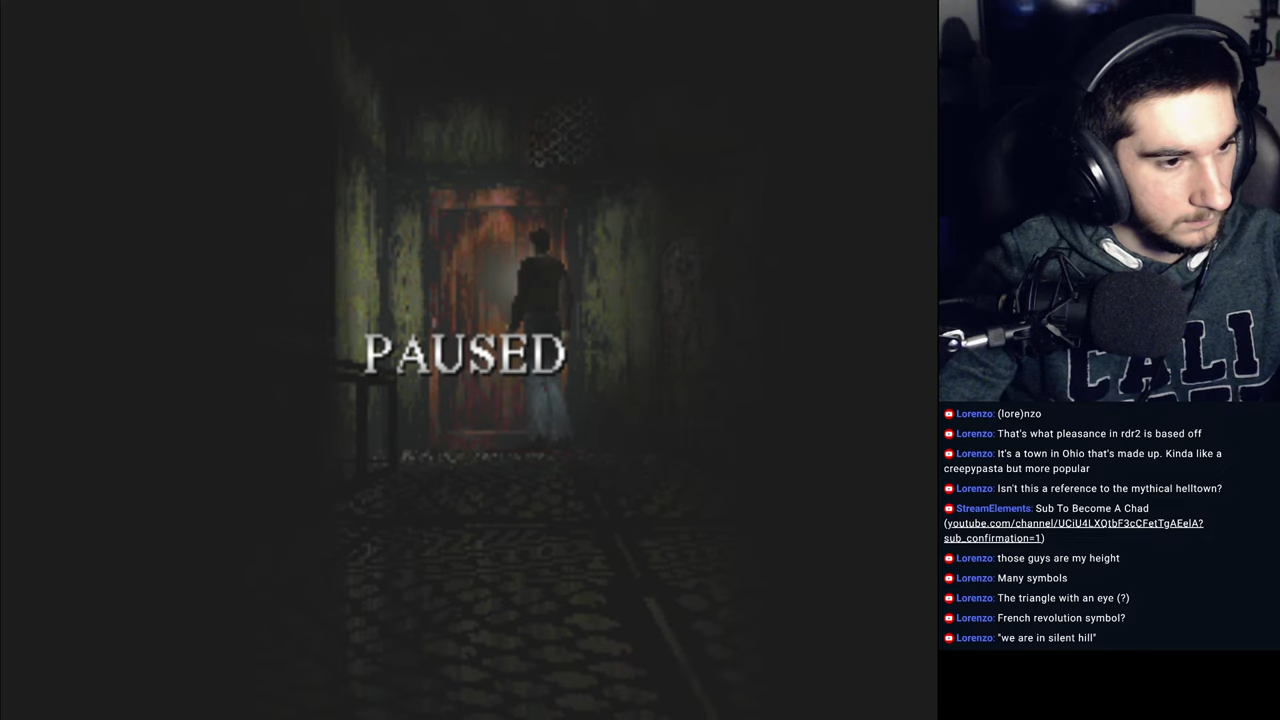 PAUSED
CALI
Lorenzo: (lore)nzo
Lorenzo: That's what pleasance in rdr2 is based off
Lorenzo: It's a town in Ohio that's made up. Kinda like a
creepypasta but more popular
Lorenzo: Isn't this a reference to the mythical helltown?
StreamElements: Sub To Become A Chad
(youtube.com/channel/UCiU4LXQtbF3cCFetTgAEelA?
sub_confirmation=1)
Lorenzo: those guys are my height
Lorenzo: Many symbols
Lorenzo: The triangle with an eye (?)
Lorenzo: French revolution symbol?
Lorenzo: "we are in silent hill"